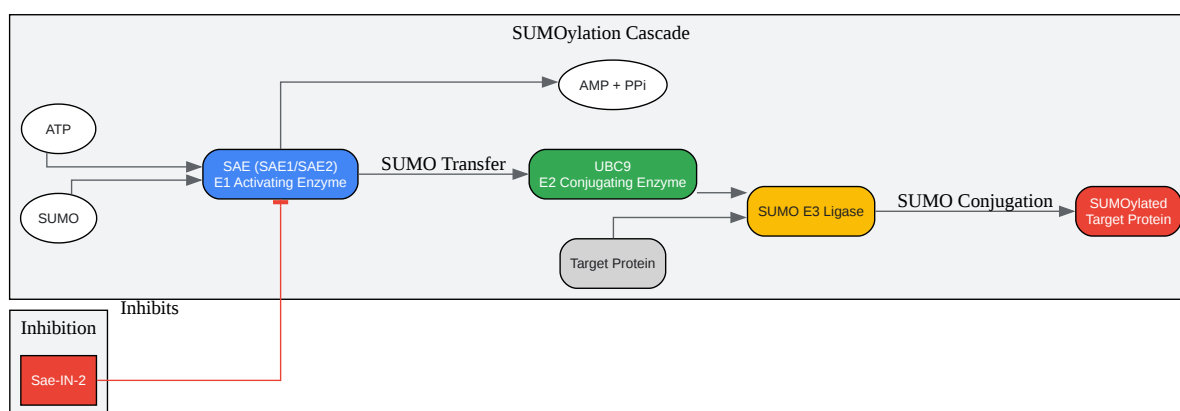 SUMOylation Cascade
AMP + PPi
ATP
SAE (SAE1/SAE2)
E1 Activating Enzyme
SUMO Transfer
UBC9
E2 Conjugating Enzyme
SUMO
SUMO E3 Ligase
SUMO Conjugation
SUMOylated
Target Protein
Target Protein
Inhibits
Inhibition
Sae-IN-2